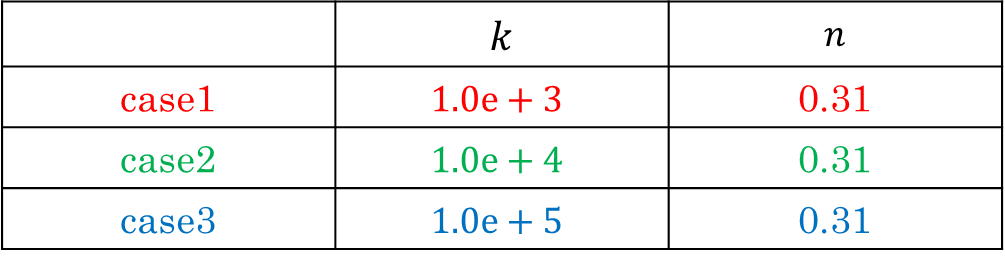 k n
case1 1.0e + 3 0.31
case2 1.0e + 4 0.31
case3 1.0e + 5 0.31